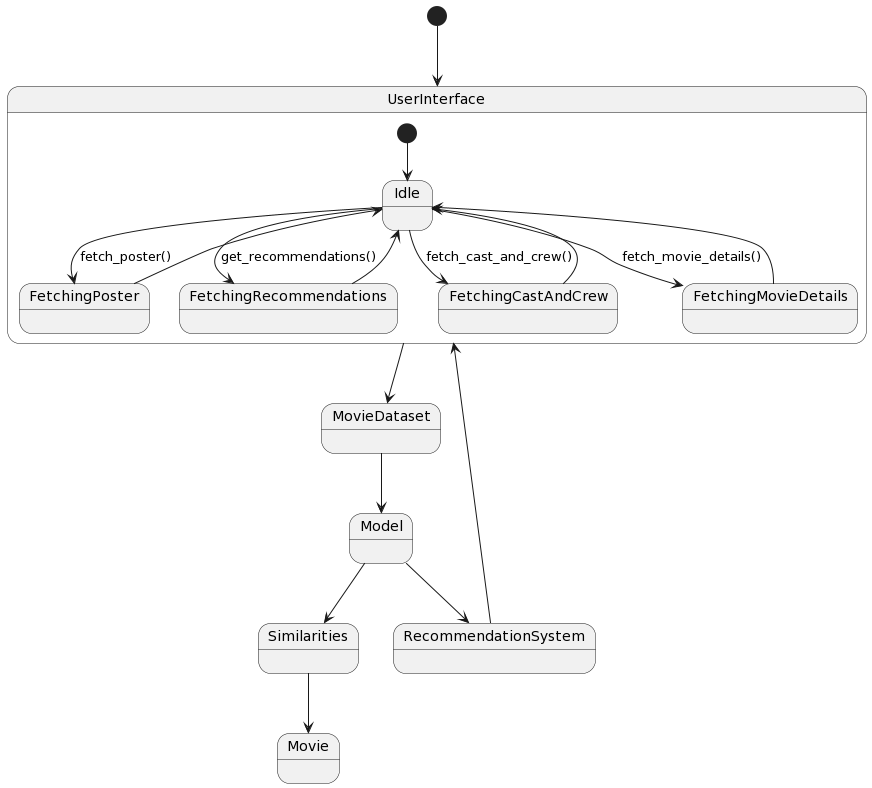 UserInterface
Idle
fetch_poster()
get_recommendations()
fetch_cast_and_crew()
fetch_movie_details()
FetchingPoster
FetchingRecommendations
FetchingCastAndCrew
FetchingMovieDetails
MovieDataset
Model
Similarities
RecommendationSystem
Movie